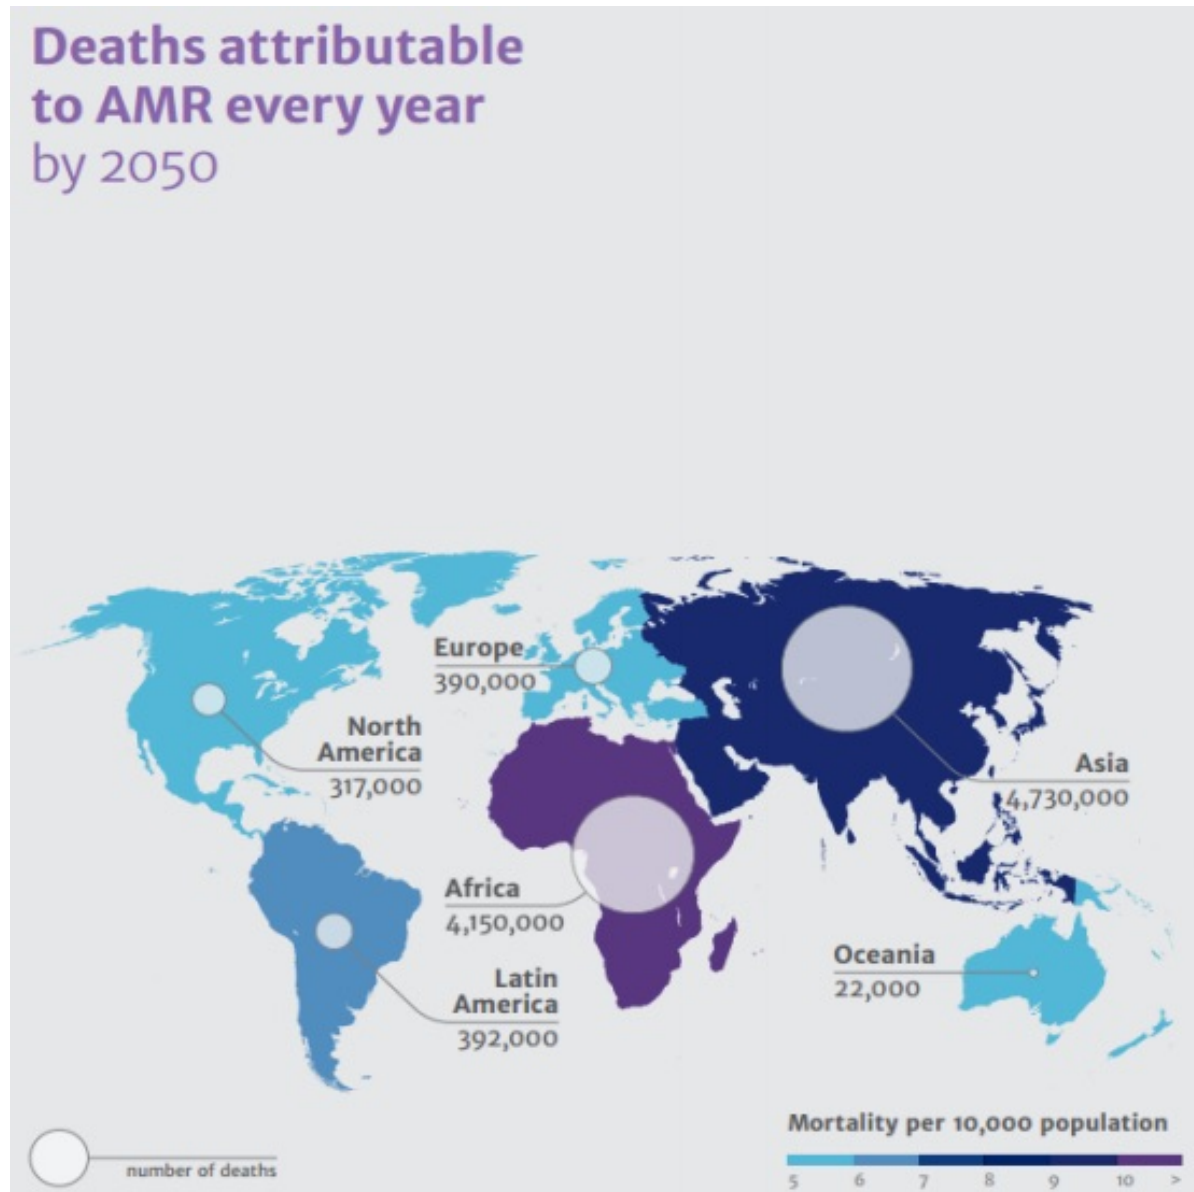 Deaths attributable
to AMR every year
by 2050
Europe
390,000
North
America
317,000
Asia
4,730,000
Africa
4,150,000
Oceania
22,000
Latin
America
392,000
Mortality per 10,000 population
number of deaths
5 6 7 8 9 10 >